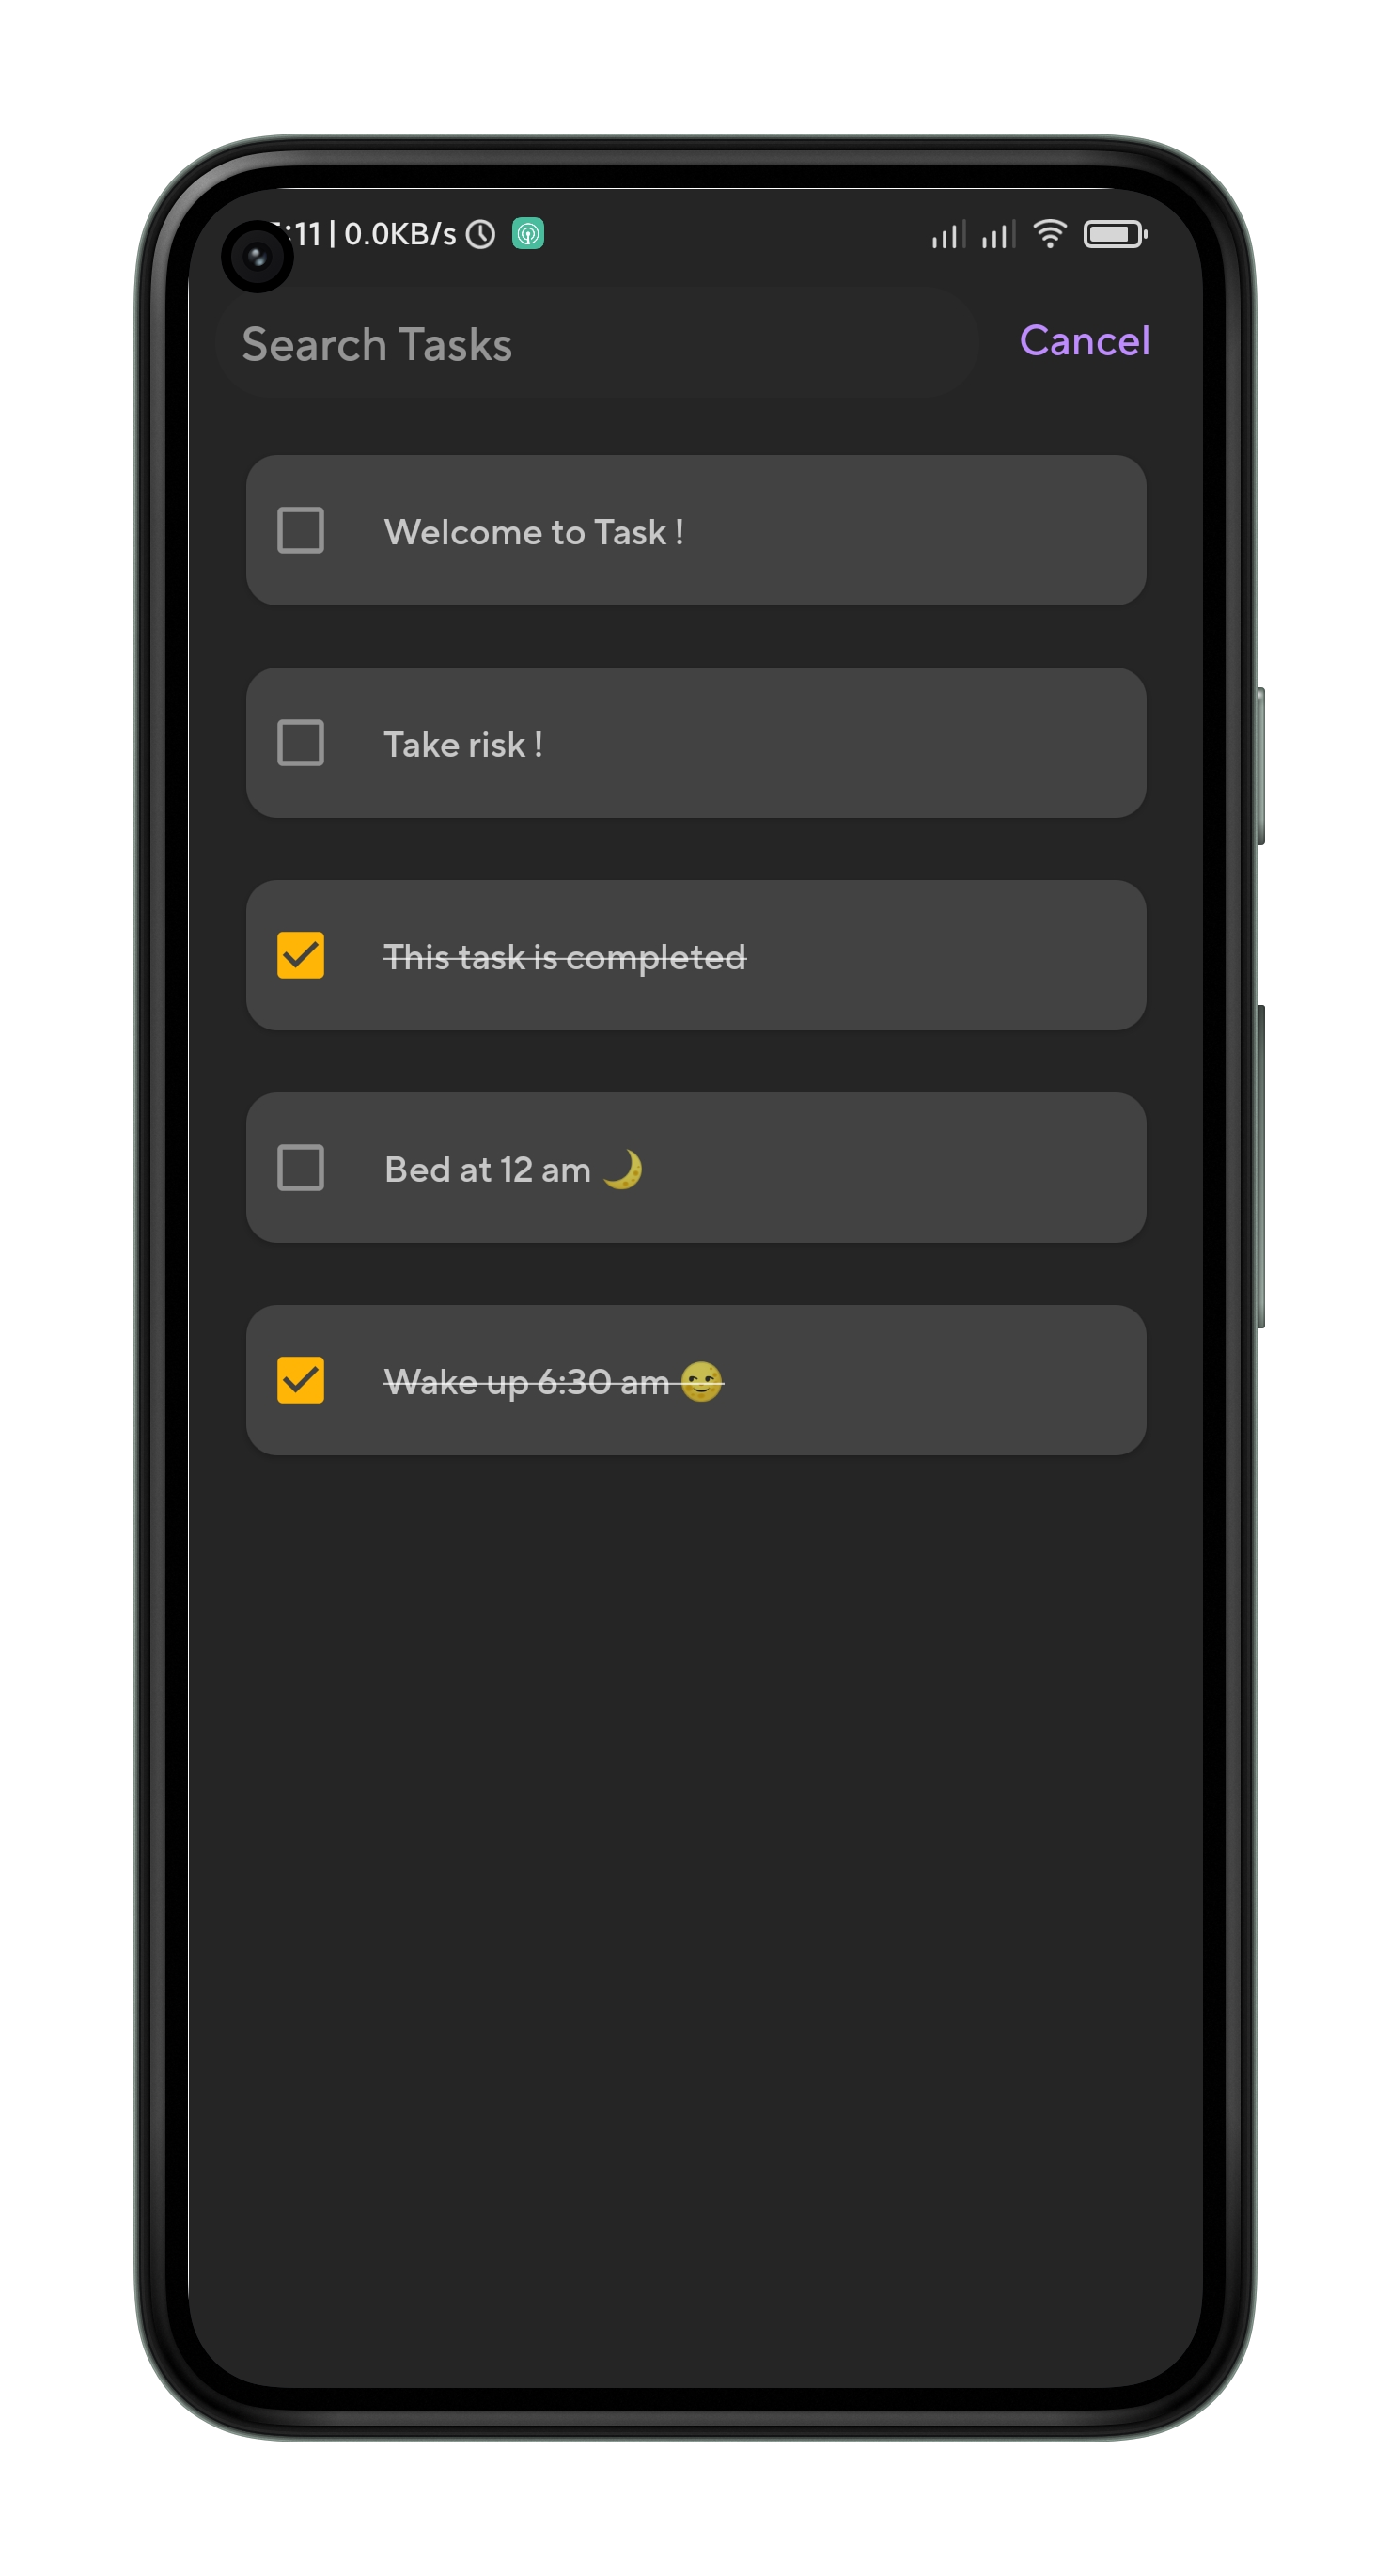 :11 | 0.0KB/s
Search Tasks
Cancel
Welcome to Task !
Take risk !
This task is completed
Bed at 12 am 🌙
Wake up 6:30 am 🌝